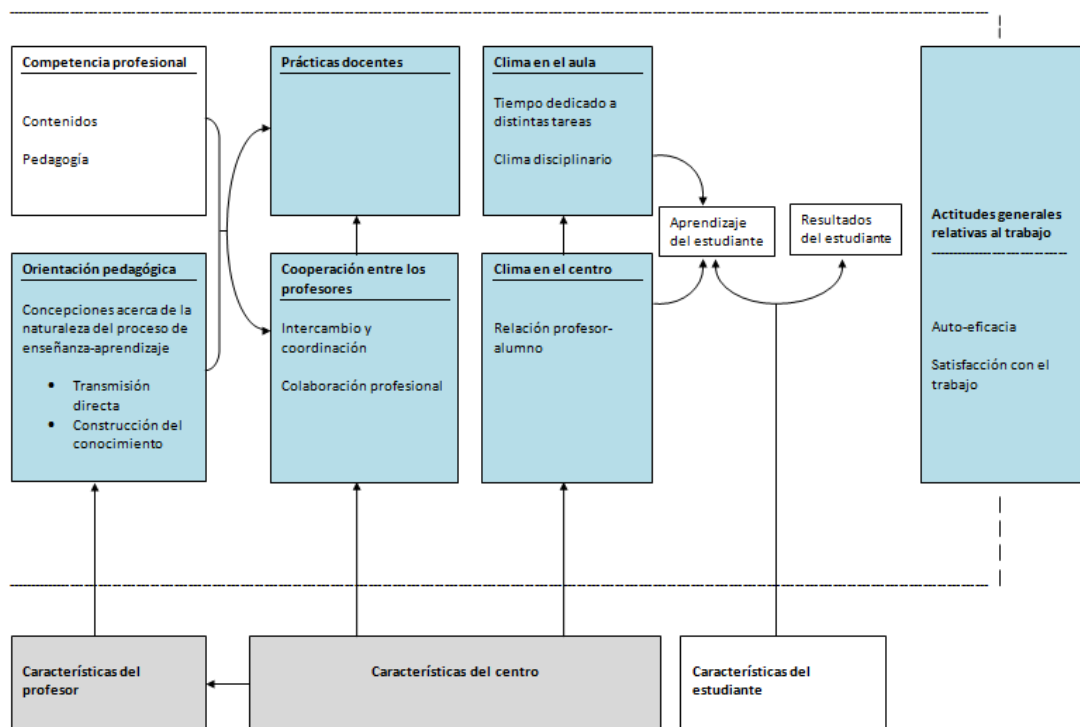 Competencia profesional
Contenidos
Pedagogía
Prácticas docentes
Clima en el aula
Tiempo dedicado a
distintas tareas
Clima disciplinario
Aprendizaje
del estudiante
Resultados
del estudiante
Actitudes generales
relativas al trabajo
Auto-eficacia
Satisfacción con el
trabajo
Orientación pedagógica
Concepciones acerca de la
naturaleza del proceso de
enseñanza-aprendizaje
• Transmisión
directa
• Construcción del
conocimiento
Cooperación entre los
profesores
Intercambio y
coordinación
Colaboración profesional
Clima en el centro
Relación profesor-
alumno
Características del
profesor
Características del centro
Características del
estudiante